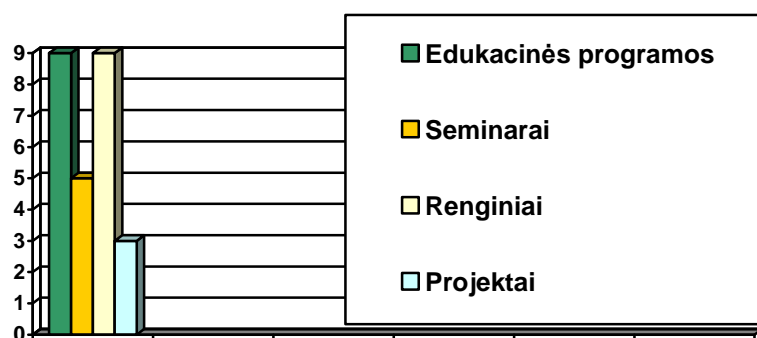 9
8
7
6
5
4
3
2
1
0
Edukacinės programos
Seminarai
Renginiai
Projektai